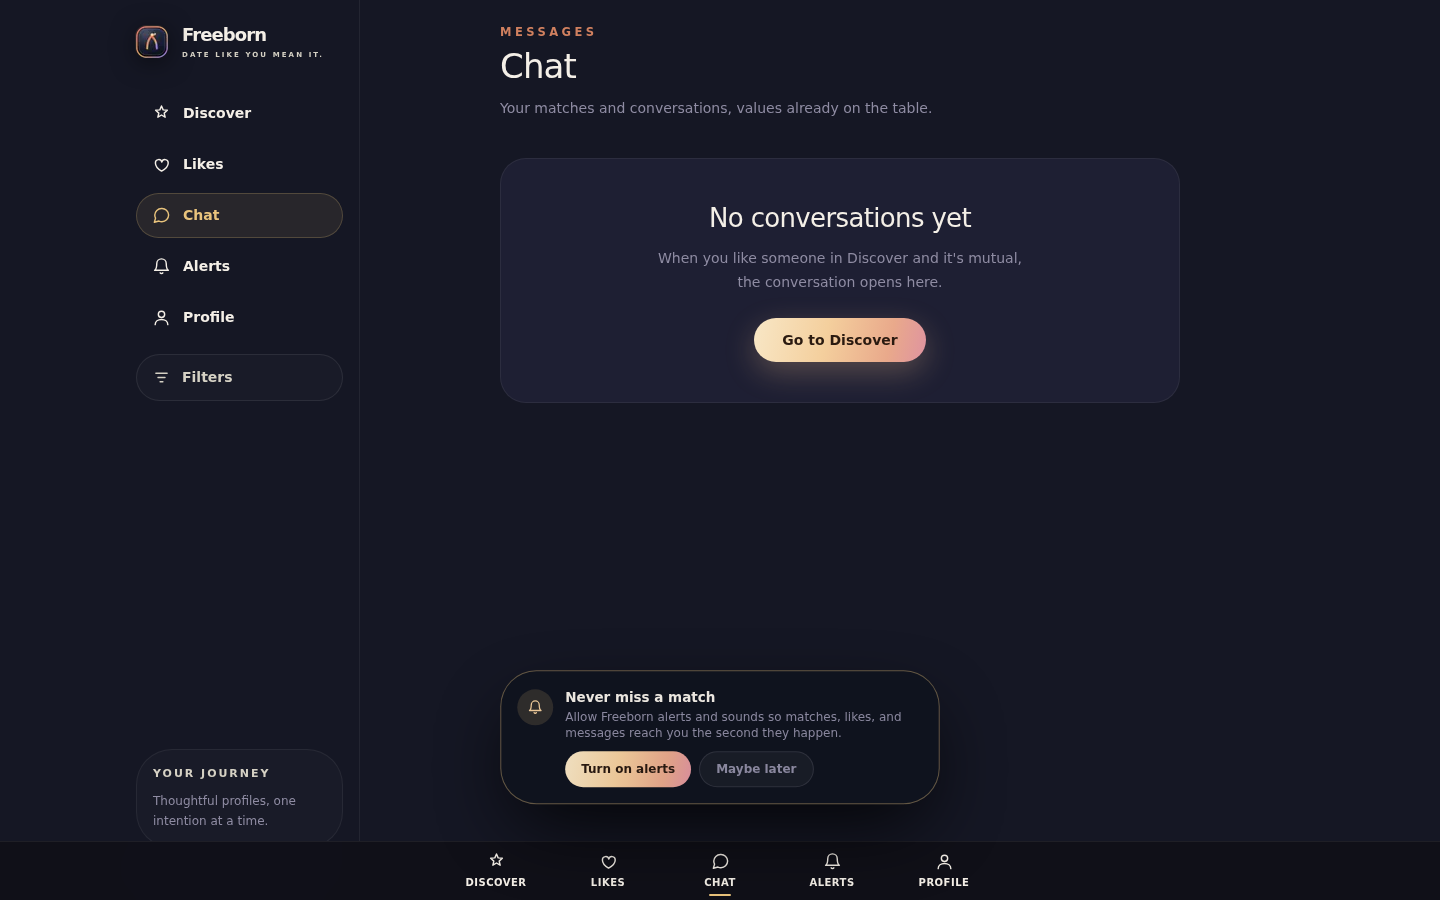 Freeborn
DATE LIKE YOU MEAN IT.
Discover
Likes
Chat
Alerts
Profile
Filters
YOUR JOURNEY
Thoughtful profiles, one
intention at a time.
MESSAGES
Chat
Your matches and conversations, values already on the table.
No conversations yet
When you like someone in Discover and it's mutual,
the conversation opens here.
Go to Discover
Never miss a match
Allow Freeborn alerts and sounds so matches, likes, and
messages reach you the second they happen.
Turn on alerts
Maybe later
DISCOVER
LIKES
CHAT
ALERTS
PROFILE